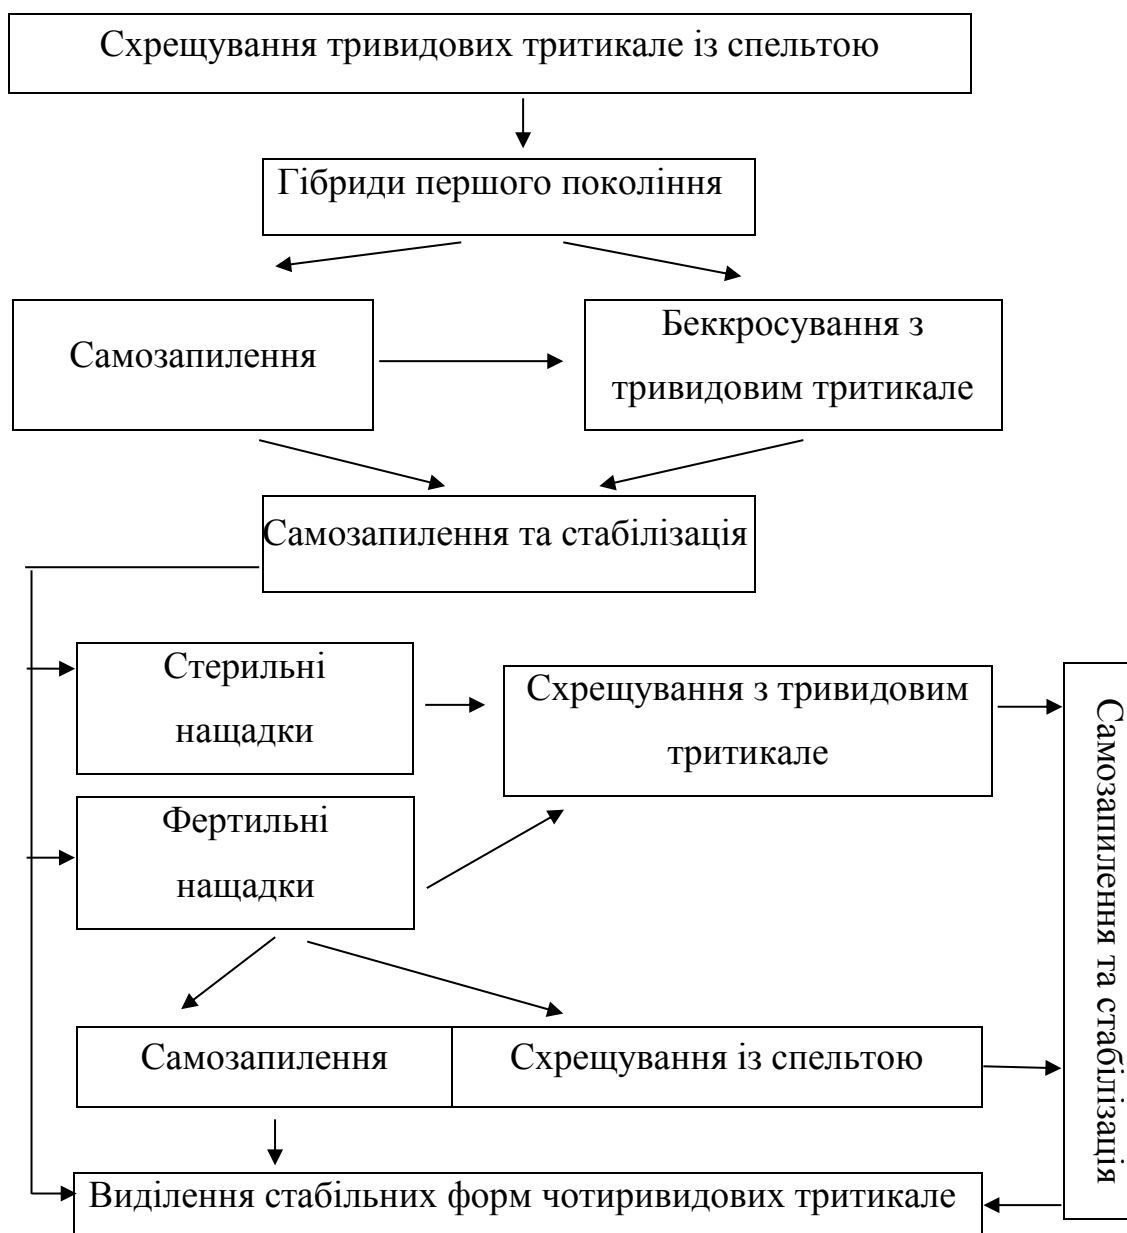 Схрещування тривидових тритикале із спельтою
Гібриди першого покоління
Самозапилення
Беккросування з
тривидовим тритикале
Самозапилення та стабілізація
Стерильні
нащадки
Схрещування з тривидовим
тритикале
Фертильні
нащадки
Самозапилення та стабілізація
Самозапилення
Схрещування із спельтою
Виділення стабільних форм чотиривидових тритикале